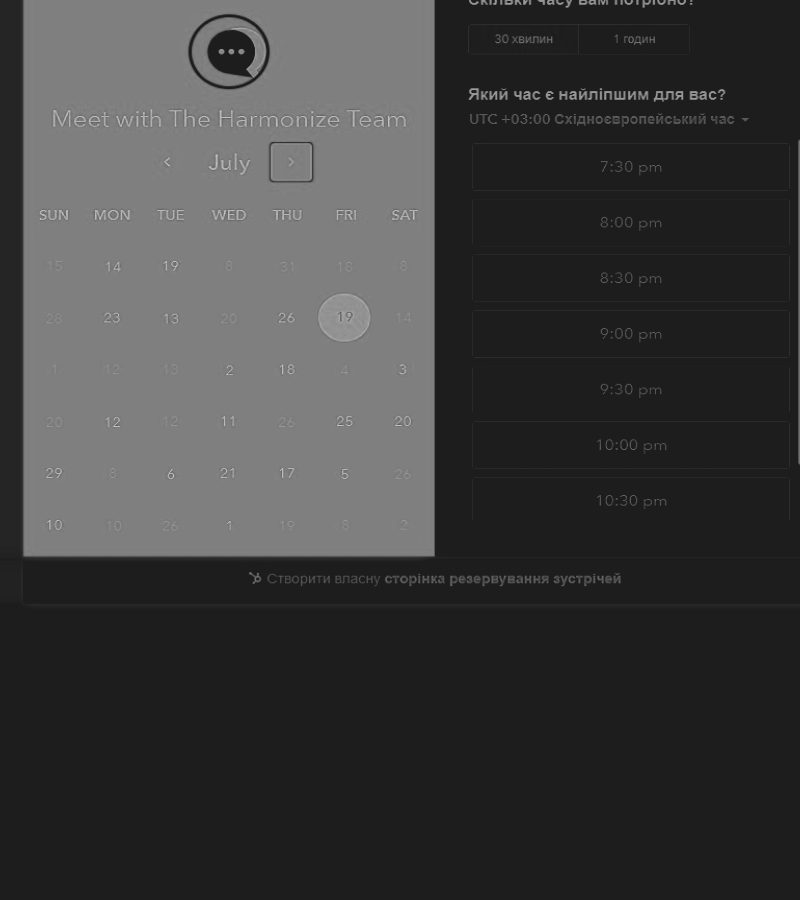 Скільки часу вам потрібно?
30 хвилин 1 годин
Який час є найліпшим для вас?
UTC +03:00 Східноєвропейський час
Meet with The Harmonize Team
July
SUN MON TUE WED THU FRI SAT
15 14 19 8 31 18 8
28 23 13 20 26 19 14
1 12 13 2 18 4 3
20 12 12 11 26 25 20
29 8 6 21 17 5 26
10 10 26 1 19 8 2
7:30 pm
8:00 pm
8:30 pm
9:00 pm
9:30 pm
10:00 pm
10:30 pm
Створити власну сторінка резервування зустрічей